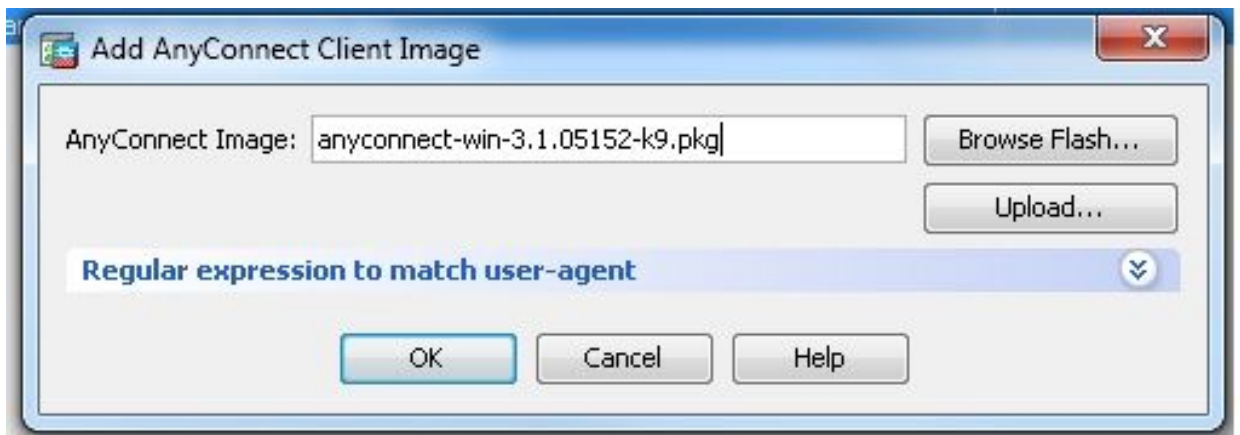 Add AnyConnect Client Image
AnyConnect Image: anyconnect-win-3.1.05152-k9.pkg Browse Flash...
Upload...
Regular expression to match user-agent
OK Cancel Help